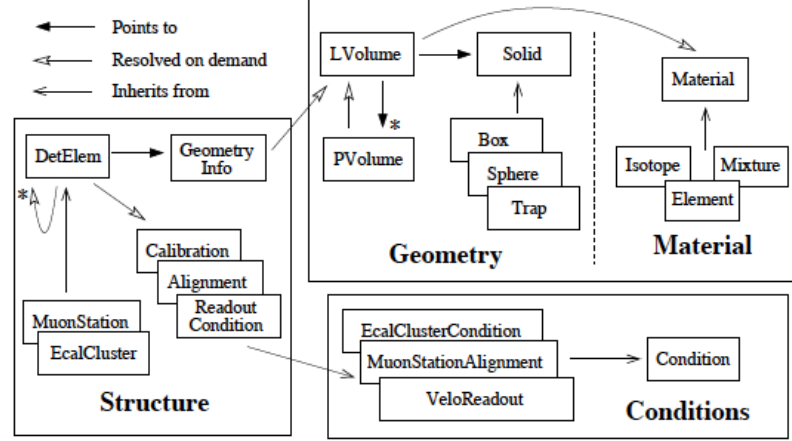 Points to
Resolved on demand
Inherits from
LVolume
Solid
Material
*
PVolume
Box
Sphere
Trap
Isotope
Mixture
Element
Geometry
Material
DetElem
Geometry
Info
*
Calibration
Alignment
Readout
Condition
MuonStation
EcalCluster
Structure
EcalClusterCondition
MuonStationAlignment
VeloReadout
Condition
Conditions